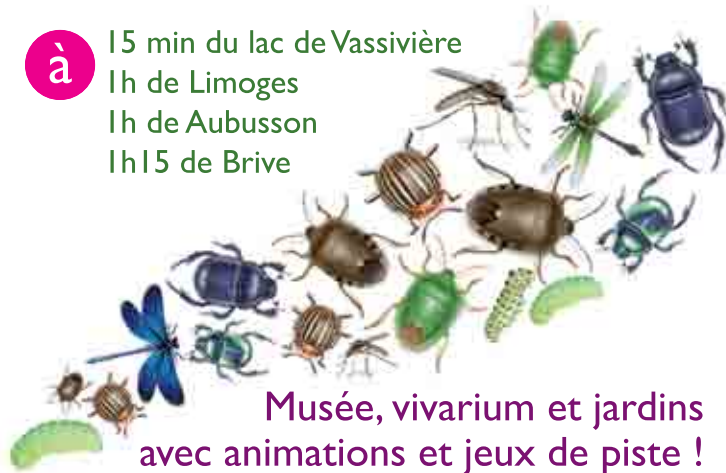 à
15 min du lac de Vassivière
1h de Limoges
1h de Aubusson
1h15 de Brive
Musée, vivarium et jardins
avec animations et jeux de piste !